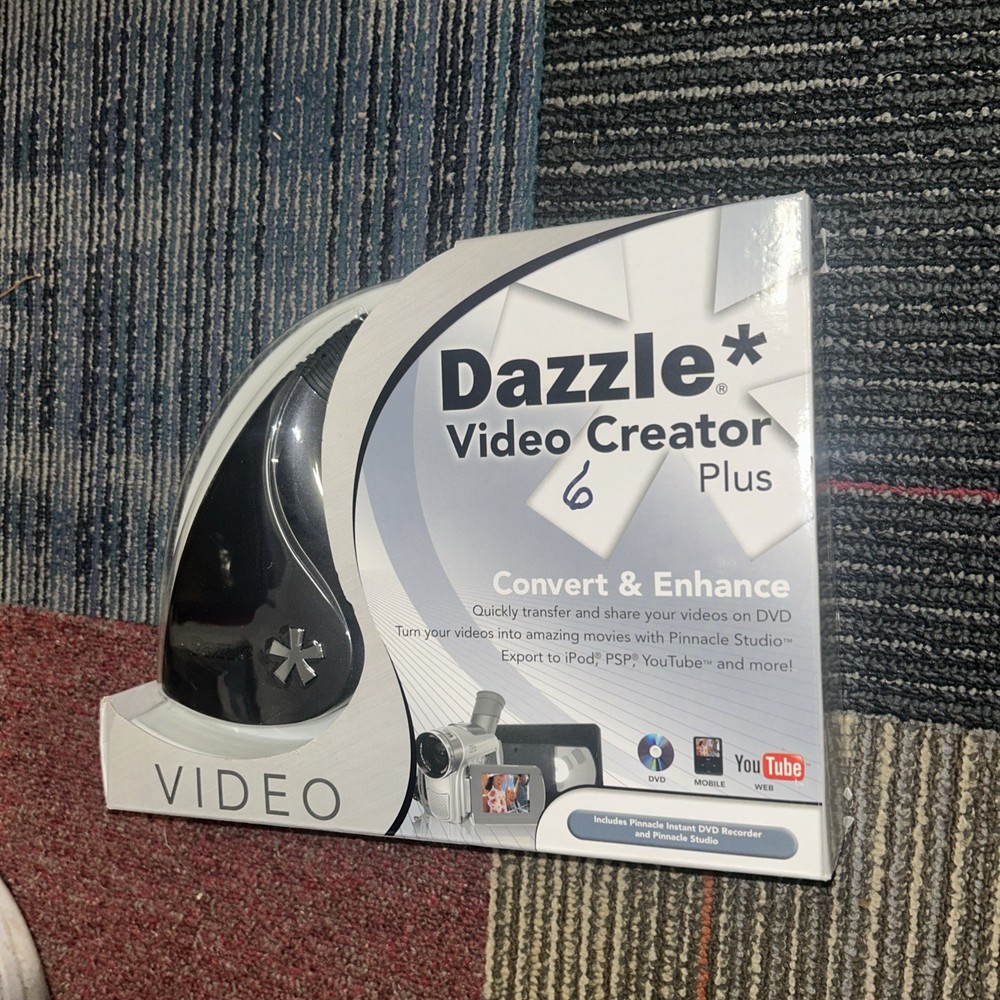 Dazzle*®
Video Creator
Plus
6
Convert & Enhance
Quickly transfer and share your videos on DVD
Turn your videos into amazing movies with Pinnacle Studio™
Export to iPod®, PSP®, YouTube™ and more!
VIDEO
DVD
MOBILE
YouTube
WEB
Includes Pinnacle Instant DVD Recorder
and Pinnacle Studio